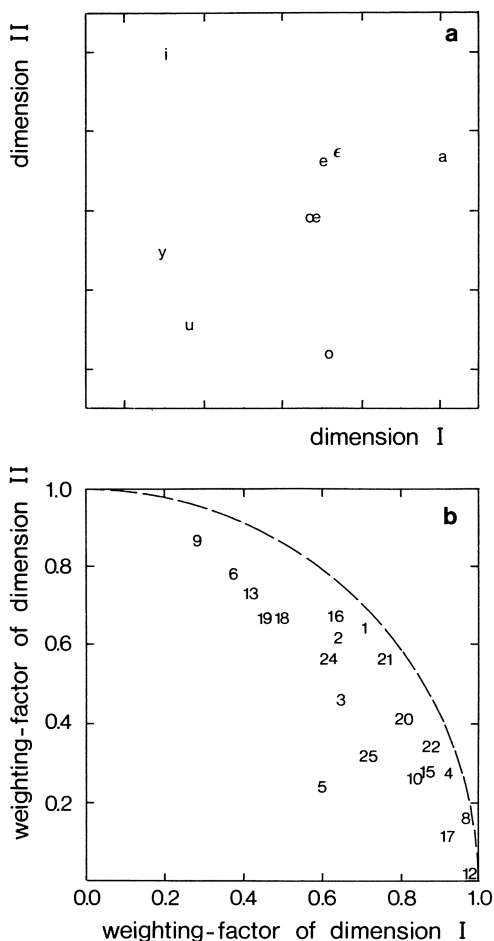 a
dimension II
i
e ϵ a
œ
y
u
o
dimension I
b
weighting-factor of dimension II
1.0
0.8
0.6
0.4
0.2
9
6
13
19 18 16 1
2
24 21
3
20
25 22
5 10 15 4
8
17
12
0.0 0.2 0.4 0.6 0.8 1.0
weighting-factor of dimension I